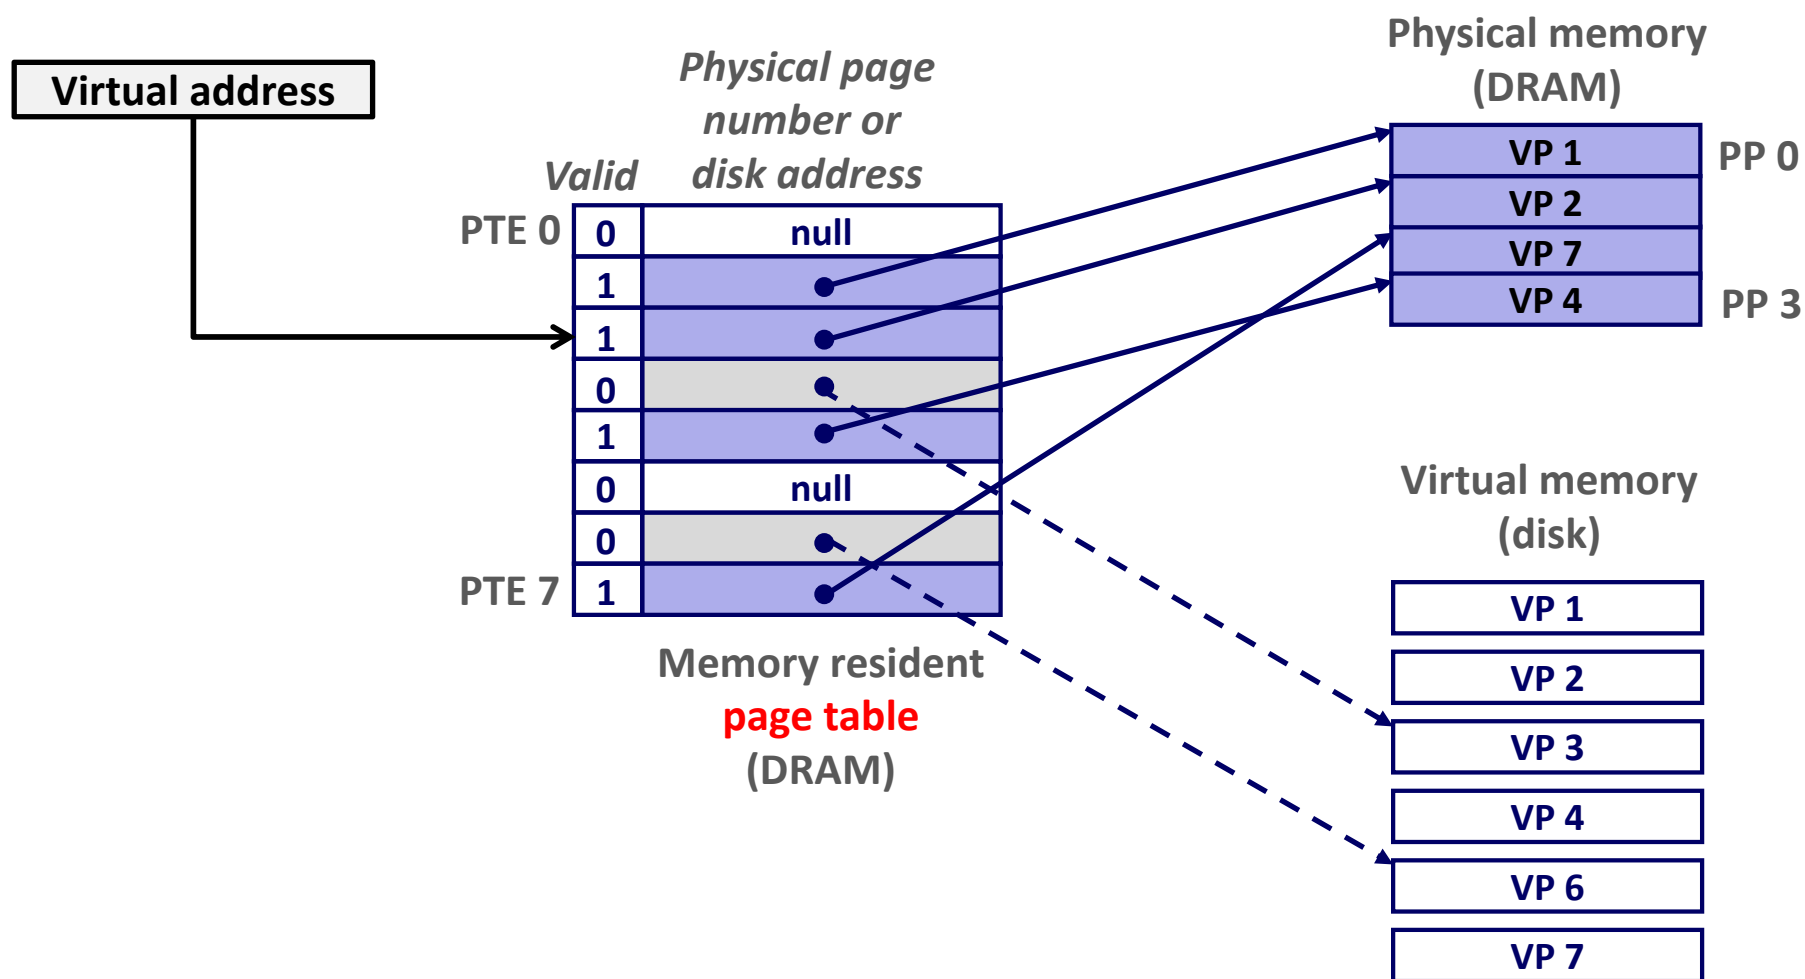 Virtual address
Physical page
number or
disk address
Valid
PTE 0
0
null
1
1
0
1
0
null
0
PTE 7
1
Memory resident
page table
(DRAM)
Physical memory
(DRAM)
VP 1
PP 0
VP 2
VP 7
VP 4
PP 3
Virtual memory
(disk)
VP 1
VP 2
VP 3
VP 4
VP 6
VP 7